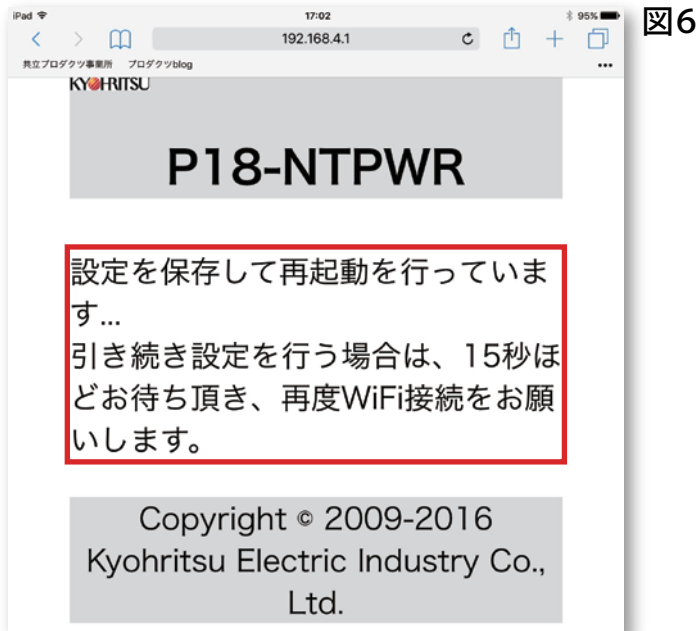 iPad 17:02 95%
192.168.4.1
共立プロダクツ事業所 プロダクツblog
KYOHRITSU
P18-NTPWR
設定を保存して再起動を行っていま
す...
引き続き設定を行う場合は、15秒ほ
どお待ち頂き、再度WiFi接続をお願
いします。
Copyright © 2009-2016
Kyohritsu Electric Industry Co.,
Ltd.
図6